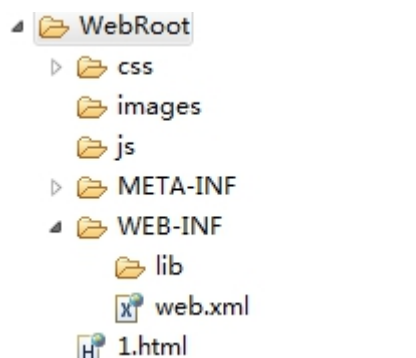 WebRoot
css
images
js
META-INF
WEB-INF
lib
web.xml
1.html